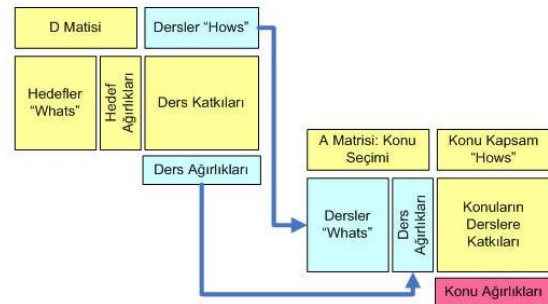 D Matisi
Dersler “Hows”
Hedefler
“Whats”
Hedef
Ağırlıkları
Ders Katkıları
Ders Ağırlıkları
A Matrisi: Konu
Seçimi
Konu Kapsam
“Hows”
Dersler
“Whats”
Ders
Ağırlıkları
Konuların
Derslere
Katkıları
Konu Ağırlıkları